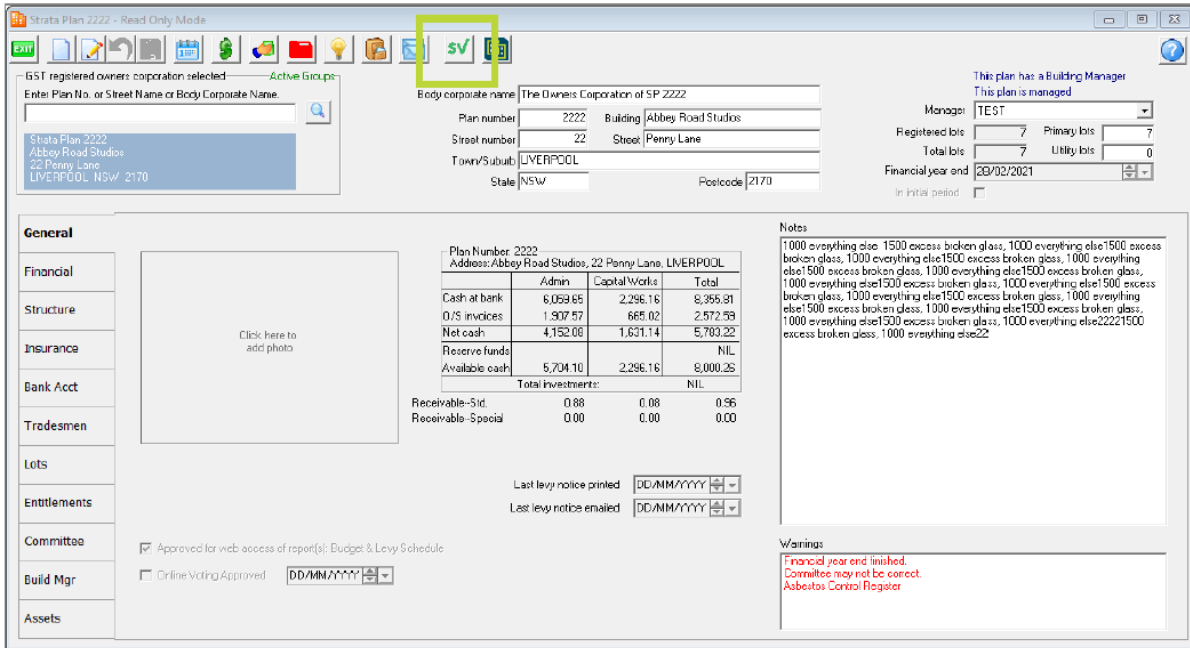 Strata Plan 2222 - Read Only Mode
EXIT
SV
GST registered owners corporation selected
Active Groups
Enter Plan No. or Street Name or Body Corporate Name.
Strata Plan 2222
Abbey Road Studios
22 Penny Lane
LIVERPOOL NSW 2170
Body corporate name The Owners Corporation of SP 2222
Plan number 2222 Building Abbey Road Studios
Street number 22 Street Penny Lane
Town/Suburb LIVERPOOL
State NSW Postcode 2170
This plan has a Building Manager
This plan is managed
Manager TEST
Registered lots 7 Primary lots 7
Total lots 7 Utility lots 0
Financial year end 28/02/2021
In initial period
General
Financial
Structure
Insurance
Bank Acct
Tradesmen
Lots
Entitlements
Committee
Build Mgr
Assets
Click here to
add photo
Plan Number: 2222
Address: Abbey Road Studios, 22 Penny Lane, LIVERPOOL
Admin Capital Works Total
Cash at bank 6,059.65 2,296.16 8,355.81
O/S invoices 1,907.57 665.02 2,572.59
Net cash 4,152.08 1,631.14 5,783.22
Reserve funds NIL
Available cash 5,704.10 2,296.16 8,000.26
Total investments: NIL
Receivable--Std. 0.88 0.08 0.96
Receivable--Special 0.00 0.00 0.00
Last levy notice printed DD/MM/YYYY
Last levy notice emailed DD/MM/YYYY
Approved for web access of report(s): Budget & Levy Schedule
Online Voting Approved DD/MM/YYYY
Notes
1000 everything else 1500 excess broken glass, 1000 everything else1500 excess
broken glass, 1000 everything else1500 excess broken glass, 1000 everything
else1500 excess broken glass, 1000 everything else1500 excess broken glass,
1000 everything else1500 excess broken glass, 1000 everything else1500 excess
broken glass, 1000 everything else1500 excess broken glass, 1000 everything
else1500 excess broken glass, 1000 everything else1500 excess broken glass,
1000 everything else1500 excess broken glass, 1000 everything else22221500
excess broken glass, 1000 everything else22
Warnings
Financial year end finished.
Committee may not be correct.
Asbestos Control Register